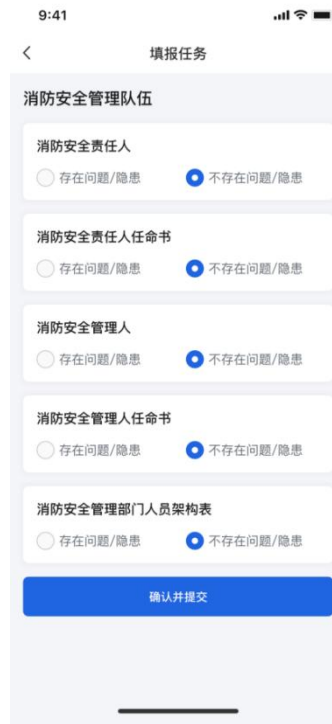 9:41
填报任务
消防安全管理队伍
消防安全责任人
存在问题/隐患 不存在问题/隐患
消防安全责任人任命书
存在问题/隐患 不存在问题/隐患
消防安全管理人
存在问题/隐患 不存在问题/隐患
消防安全管理人任命书
存在问题/隐患 不存在问题/隐患
消防安全管理部门人员架构表
存在问题/隐患 不存在问题/隐患
确认并提交